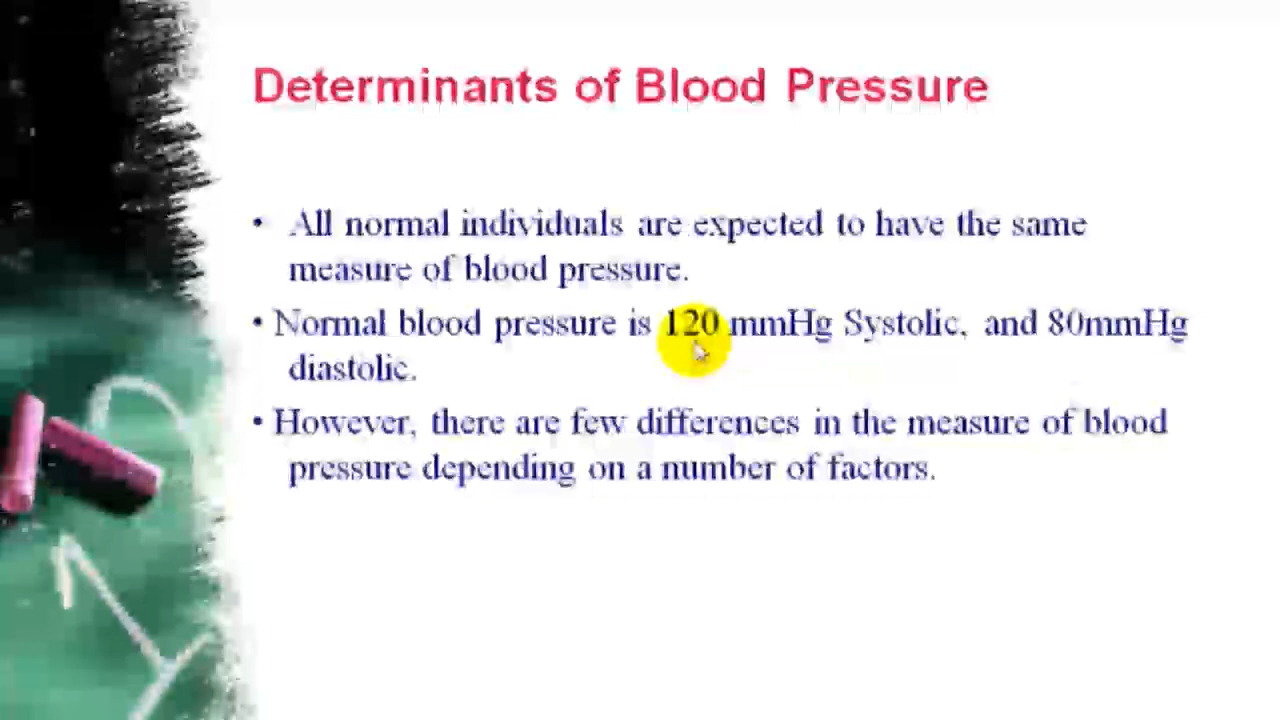 Determinants of Blood Pressure
• All normal individuals are expected to have the same
measure of blood pressure.
• Normal blood pressure is 120 mmHg Systolic, and 80mmHg
diastolic.
• However, there are few differences in the measure of blood
pressure depending on a number of factors.